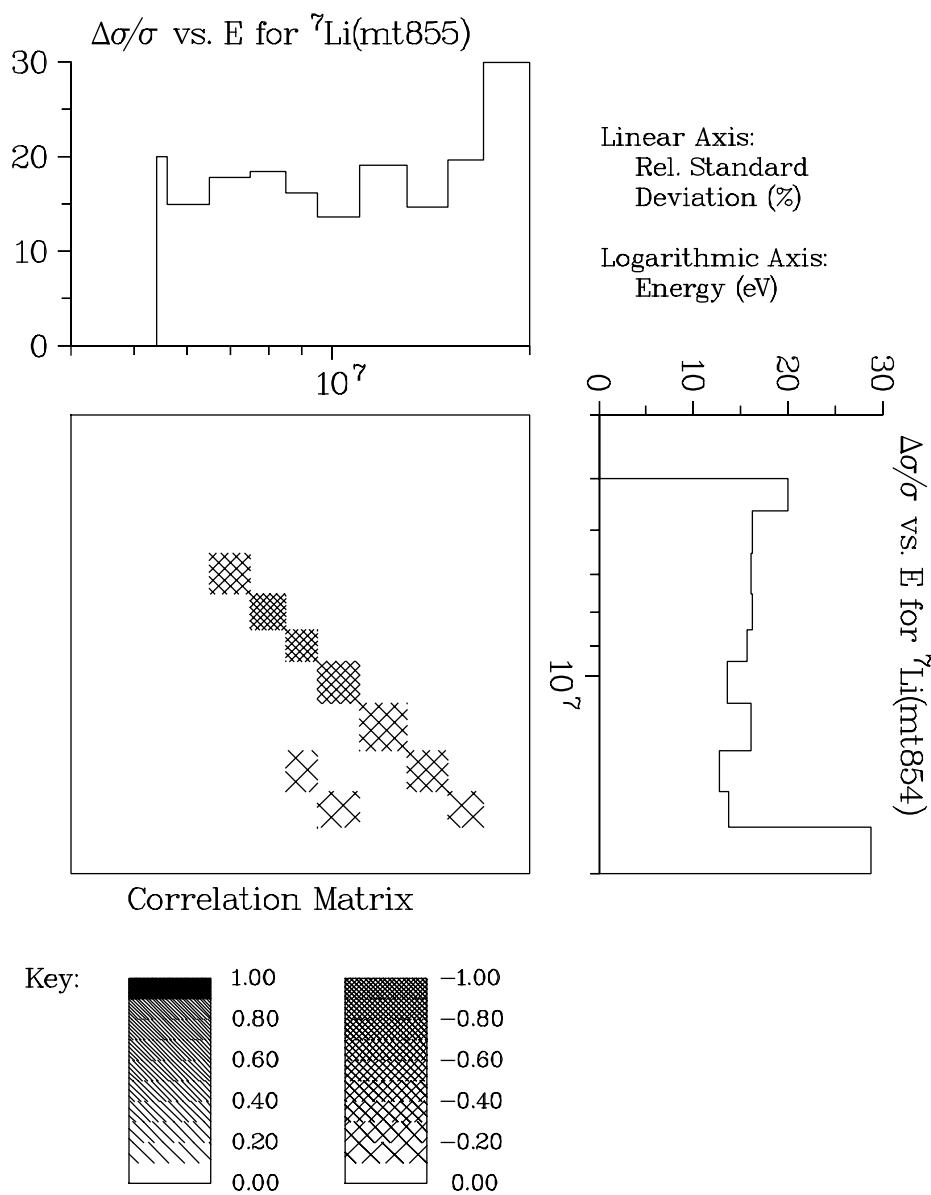 Δσ/σ vs. E for ⁷Li(mt855)
30
20
10
0
10⁷
Linear Axis:
Rel. Standard
Deviation (%)
Logarithmic Axis:
Energy (eV)
0
10
20
30
10⁷
Δσ/σ vs. E for ⁷Li(mt854)
Correlation Matrix
Key:
1.00
0.80
0.60
0.40
0.20
0.00
−1.00
−0.80
−0.60
−0.40
−0.20
0.00